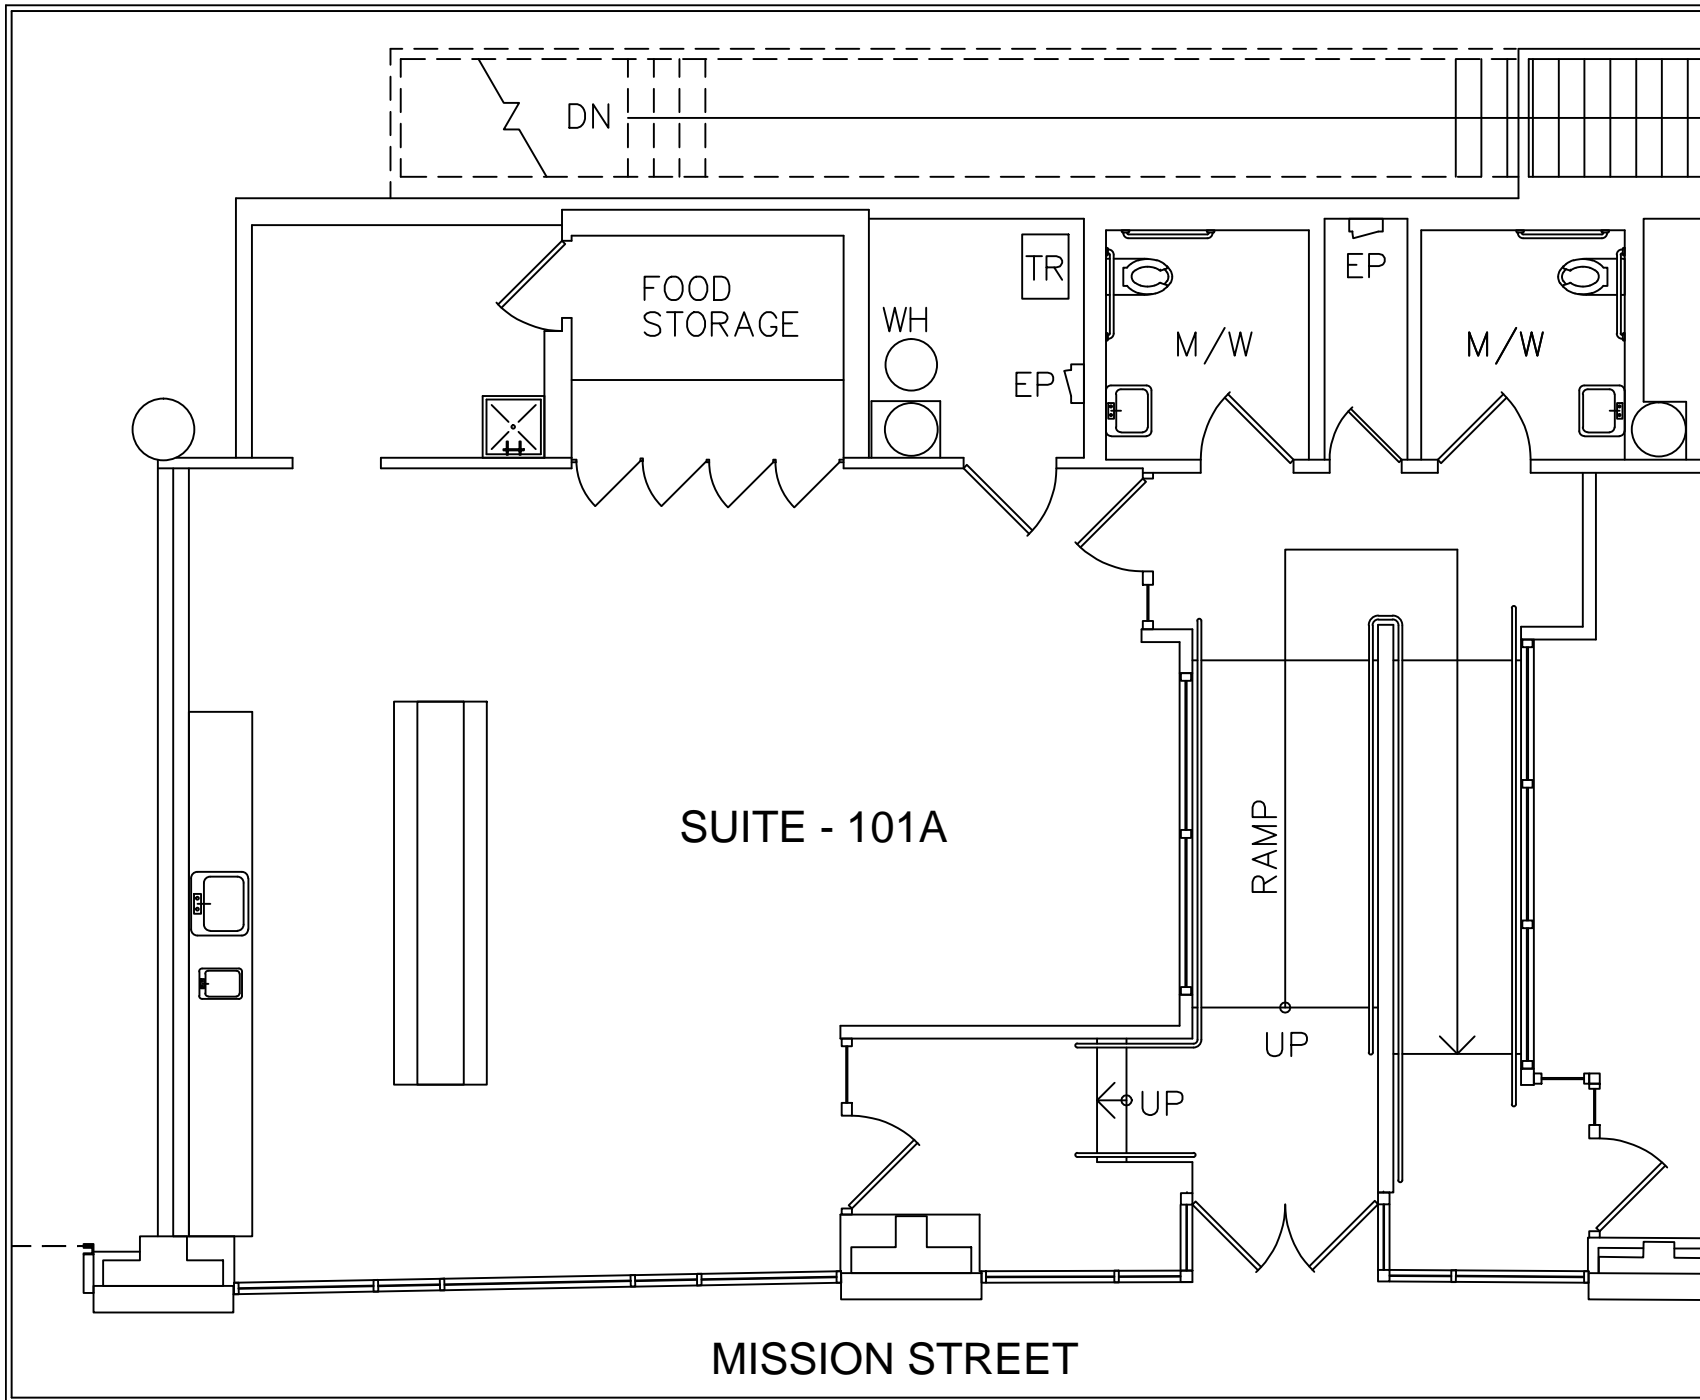 DN
FOOD
STORAGE
WH
TR
EP
M/W
EP
M/W
SUITE - 101A
RAMP
UP
UP
MISSION STREET